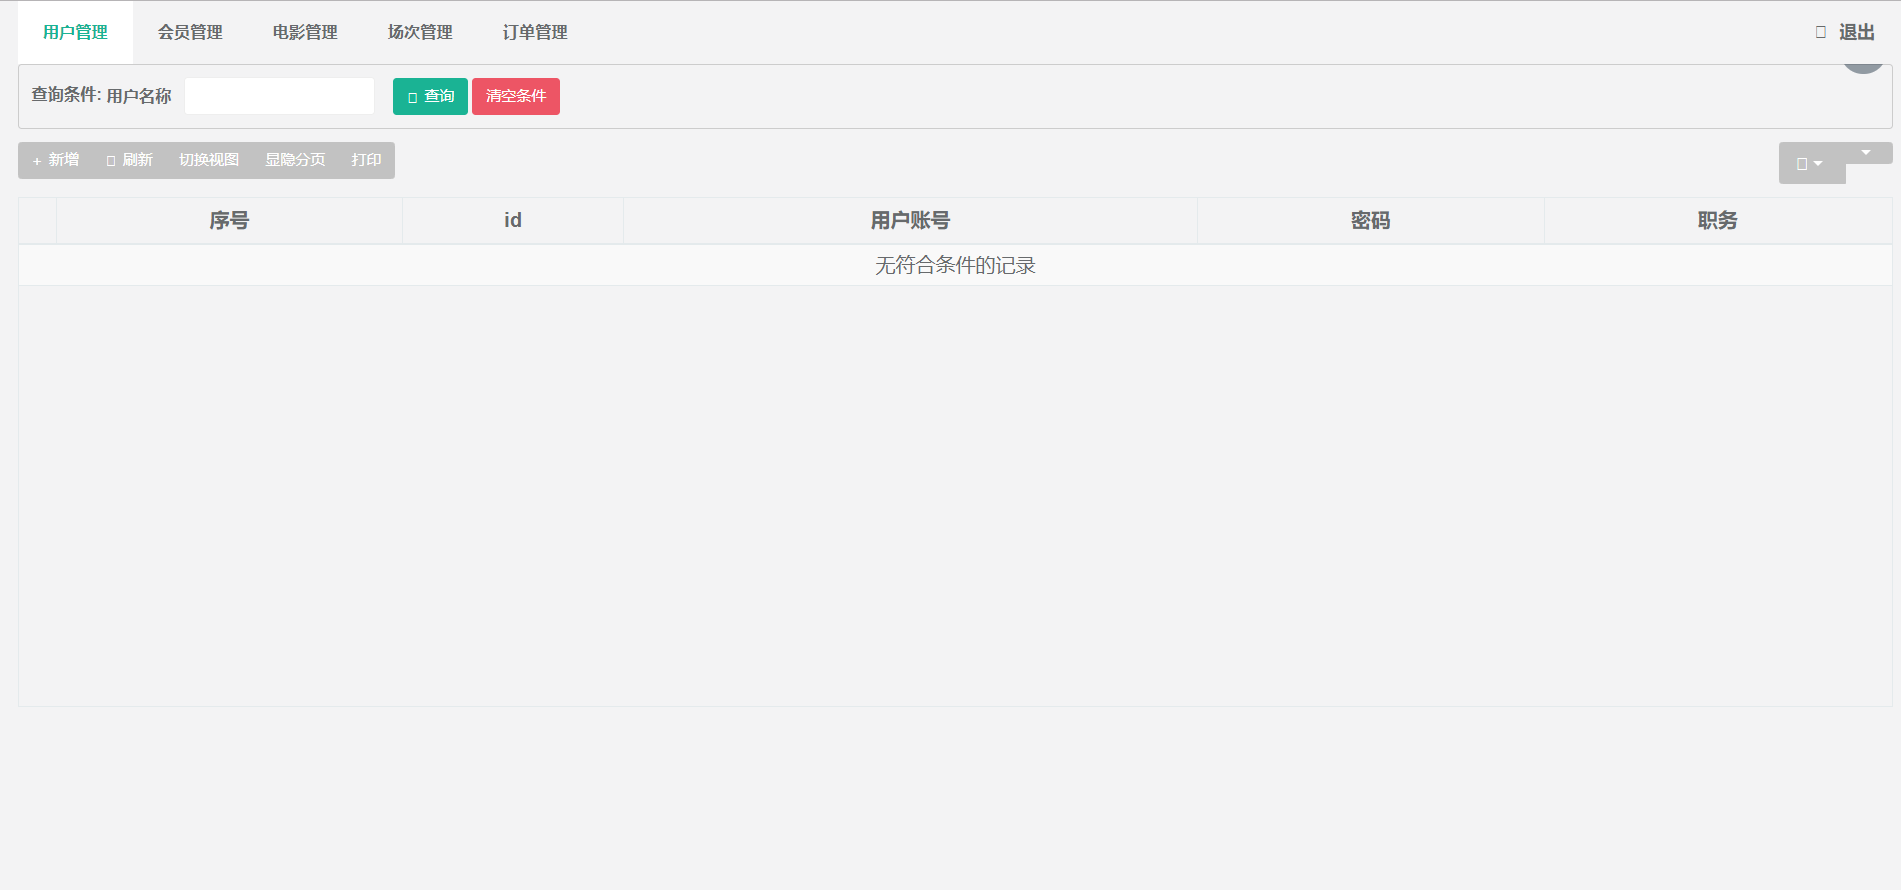 用户管理 会员管理 电影管理 场次管理 订单管理 退出
查询条件: 用户名称 查询 清空条件
+ 新增 刷新 切换视图 显隐分页 打印
序号 id 用户账号 密码 职务
无符合条件的记录